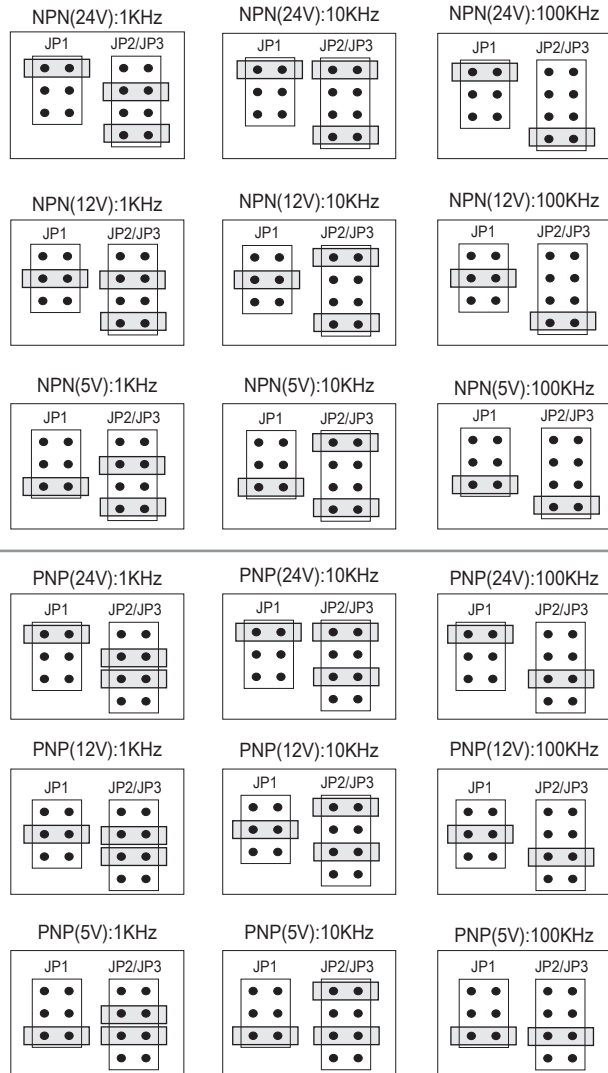 NPN(24V):1KHz NPN(24V):10KHz NPN(24V):100KHz
JP1 JP2/JP3 JP1 JP2/JP3 JP1 JP2/JP3
NPN(12V):1KHz NPN(12V):10KHz NPN(12V):100KHz
JP1 JP2/JP3 JP1 JP2/JP3 JP1 JP2/JP3
NPN(5V):1KHz NPN(5V):10KHz NPN(5V):100KHz
JP1 JP2/JP3 JP1 JP2/JP3 JP1 JP2/JP3
PNP(24V):1KHz PNP(24V):10KHz PNP(24V):100KHz
JP1 JP2/JP3 JP1 JP2/JP3 JP1 JP2/JP3
PNP(12V):1KHz PNP(12V):10KHz PNP(12V):100KHz
JP1 JP2/JP3 JP1 JP2/JP3 JP1 JP2/JP3
PNP(5V):1KHz PNP(5V):10KHz PNP(5V):100KHz
JP1 JP2/JP3 JP1 JP2/JP3 JP1 JP2/JP3